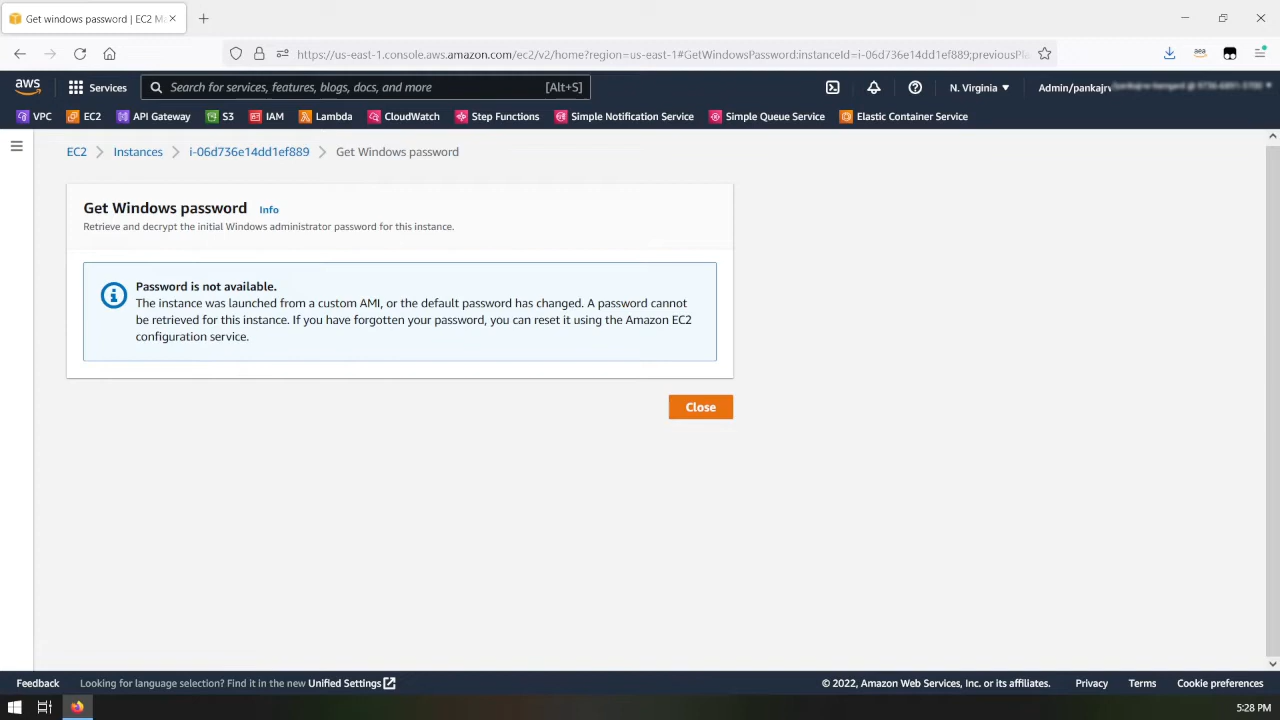 Get windows password | EC2 M
https://us-east-1.console.aws.amazon.com/ec2/v2/home?region=us-east-1#GetWindowsPassword:instanceId=i-06d736e14dd1ef889;previousPl
aws
Services
Search for services, features, blogs, docs, and more
[Alt+S]
N. Virginia
Admin/pankajrv
VPC
EC2
API Gateway
S3
IAM
Lambda
CloudWatch
Step Functions
Simple Notification Service
Simple Queue Service
Elastic Container Service
EC2
Instances
i-06d736e14dd1ef889
Get Windows password
Get Windows password
Info
Retrieve and decrypt the initial Windows administrator password for this instance.
Password is not available.
The instance was launched from a custom AMI, or the default password has changed. A password cannot
be retrieved for this instance. If you have forgotten your password, you can reset it using the Amazon EC2
configuration service.
Close
Feedback
Looking for language selection? Find it in the new Unified Settings
© 2022, Amazon Web Services, Inc. or its affiliates.
Privacy
Terms
Cookie preferences
5:28 PM